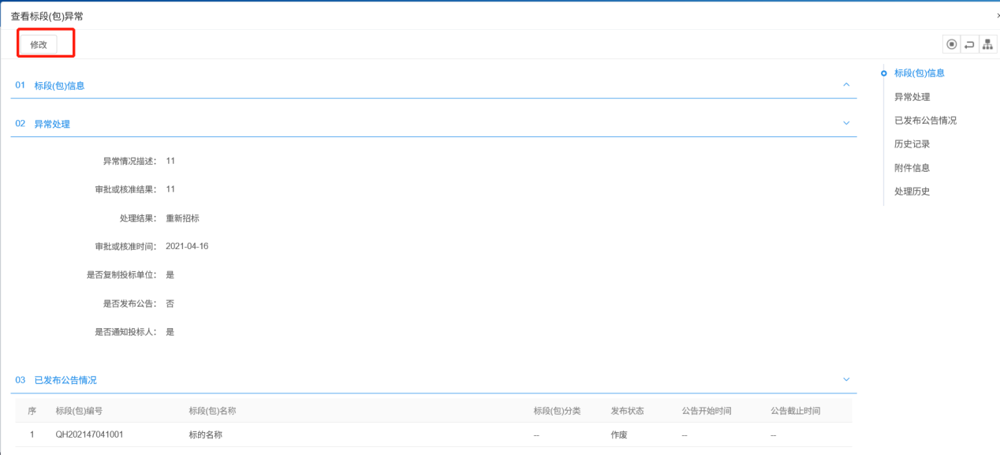 查看标段(包)异常
修改
01 标段(包)信息
02 异常处理
异常情况描述： 11
审批或核准结果： 11
处理结果： 重新招标
审批或核准时间： 2021-04-16
是否复制投标单位： 是
是否发布公告： 否
是否通知投标人： 是
03 已发布公告情况
序 标段(包)编号 标段(包)名称 标段(包)分类 发布状态 公告开始时间 公告截止时间
1 QH202147041001 标的名称 -- 作废 -- --
标段(包)信息
异常处理
已发布公告情况
历史记录
附件信息
处理历史